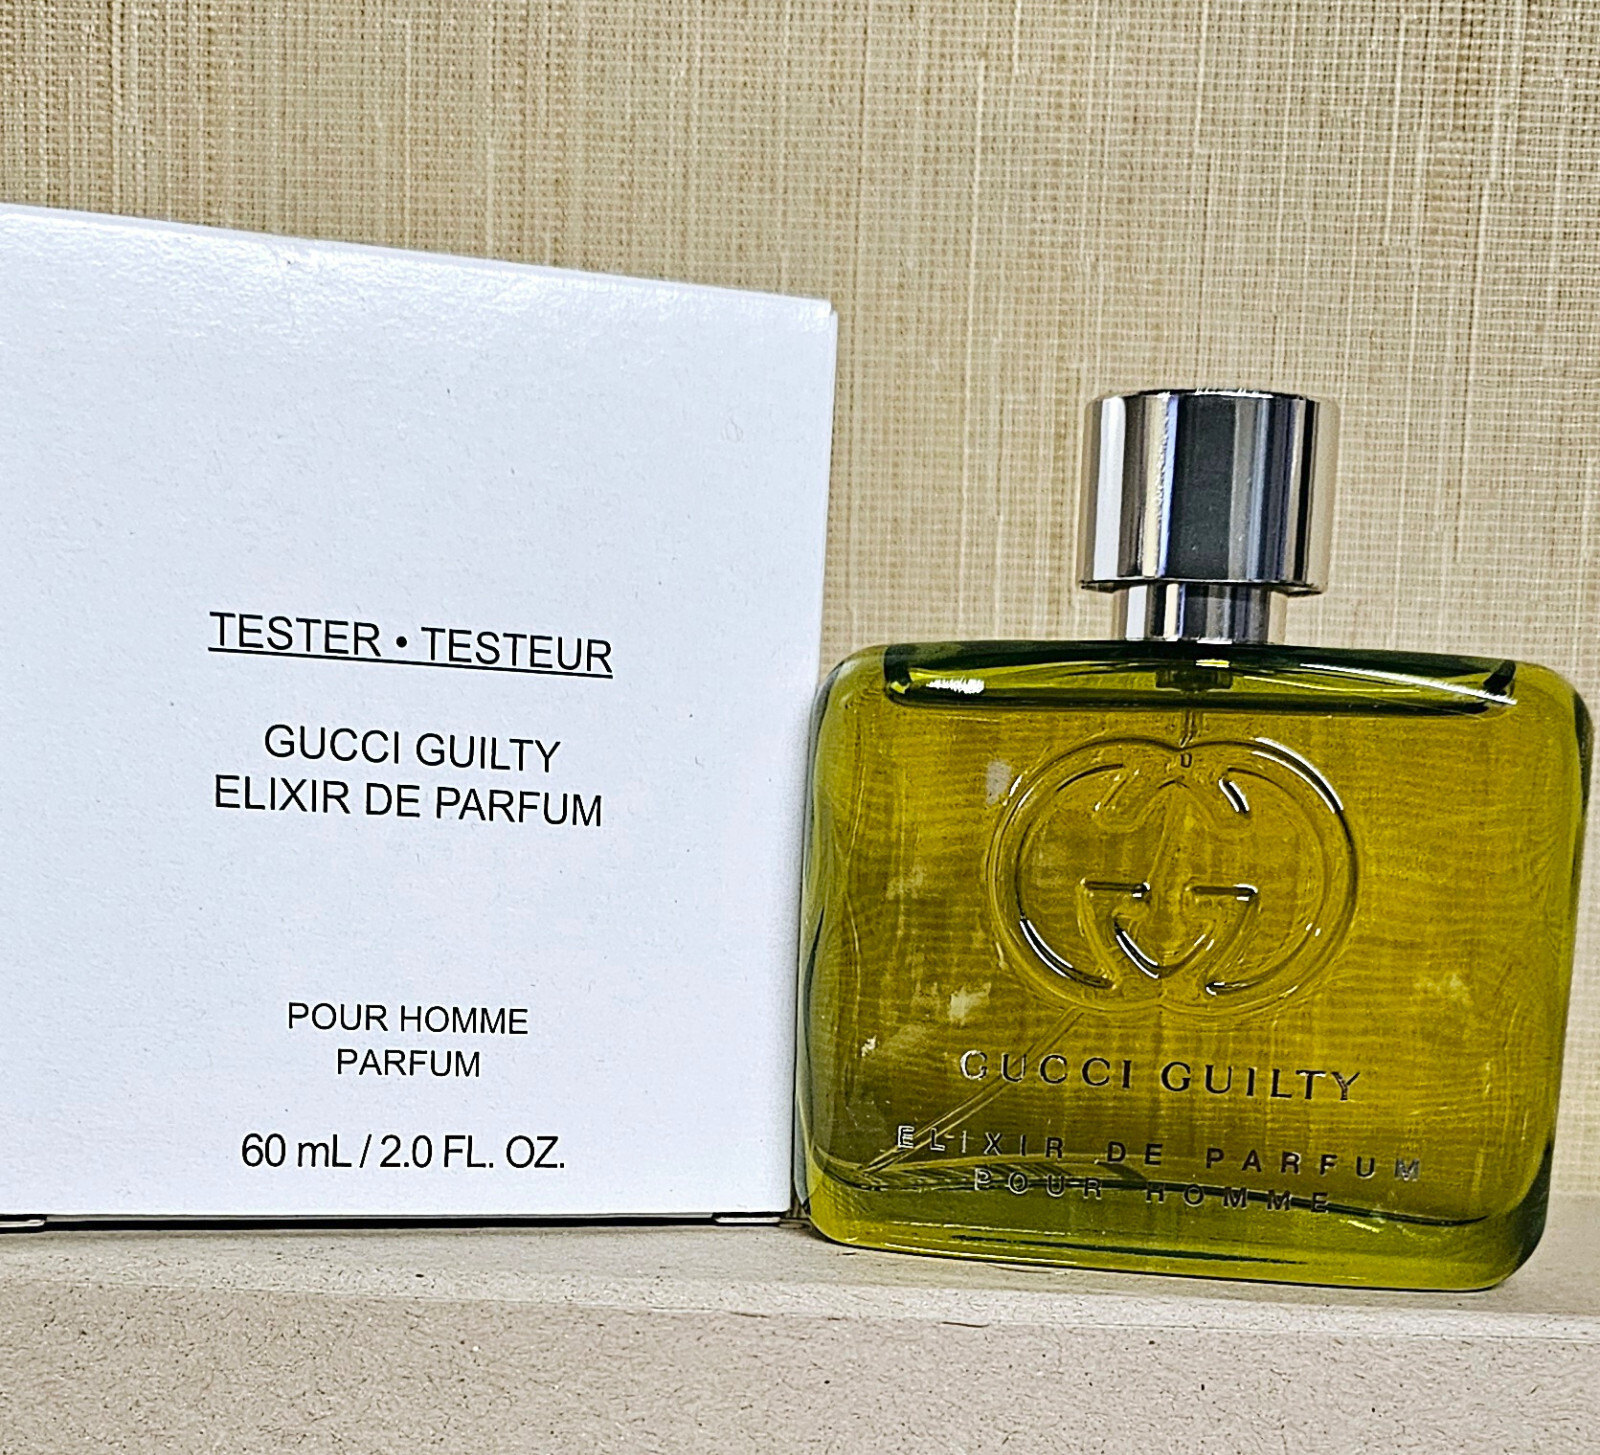 TESTER • TESTEUR
GUCCI GUILTY
ELIXIR DE PARFUM
POUR HOMME
PARFUM
60 mL / 2.0 FL. OZ.
GUCCI GUILTY
ELIXIR DE PARFUM
POUR HOMME